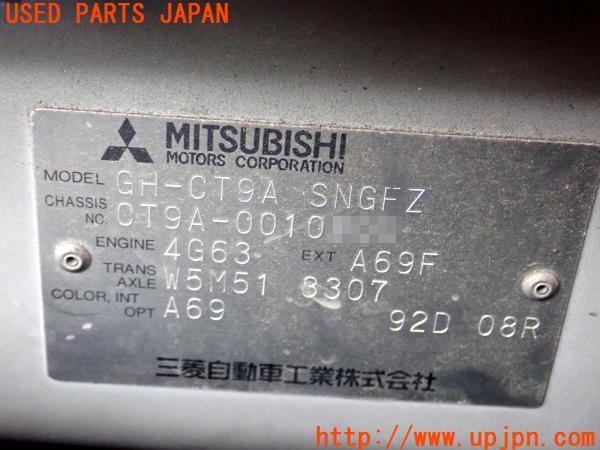 USED PARTS JAPAN
MITSUBISHI
MOTORS CORPORATION
MODEL GH-CT9A SNGFZ
CHASSIS NO. CT9A-0010
ENGINE 4G63 EXT A69F
TRANS AXLE W5M51 3307
COLOR, INT OPT A69 92D 08R
三菱自動車工業株式会社
http://www.upjpn.com/